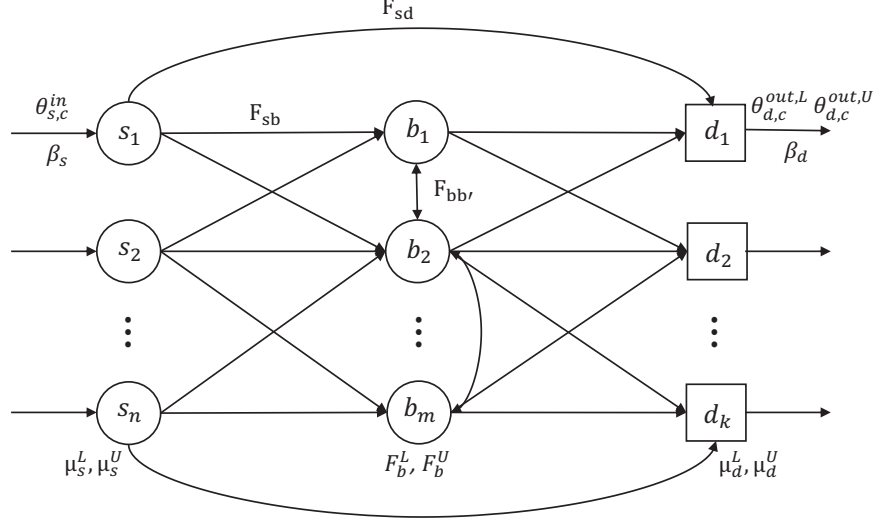 F_sd
θ_{s,c}^{in} F_sb θ_{d,c}^{out,L} θ_{d,c}^{out,U}
s_1 b_1 d_1
β_s β_d
F_bb′
s_2 b_2 d_2
⋮ ⋮ ⋮
s_n b_m d_k
μ_s^L, μ_s^U F_b^L, F_b^U μ_d^L, μ_d^U